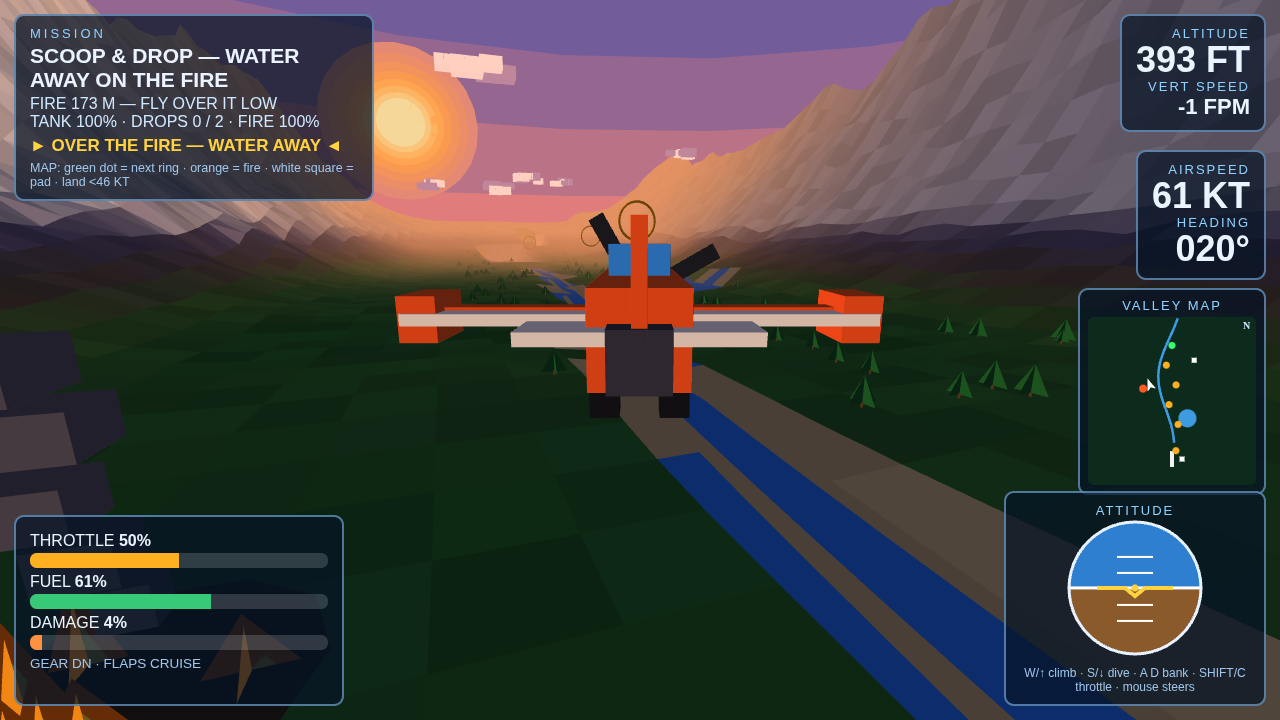 MISSION
SCOOP & DROP — WATER
AWAY ON THE FIRE
FIRE 173 M — FLY OVER IT LOW
TANK 100% · DROPS 0 / 2 · FIRE 100%
► OVER THE FIRE — WATER AWAY ◄
MAP: green dot = next ring · orange = fire · white square =
pad · land <46 KT
ALTITUDE
393 FT
VERT SPEED
-1 FPM
AIRSPEED
61 KT
HEADING
020°
VALLEY MAP
N
THROTTLE 50%
FUEL 61%
DAMAGE 4%
GEAR DN · FLAPS CRUISE
ATTITUDE
W/↑ climb · S/↓ dive · A D bank · SHIFT/C
throttle · mouse steers